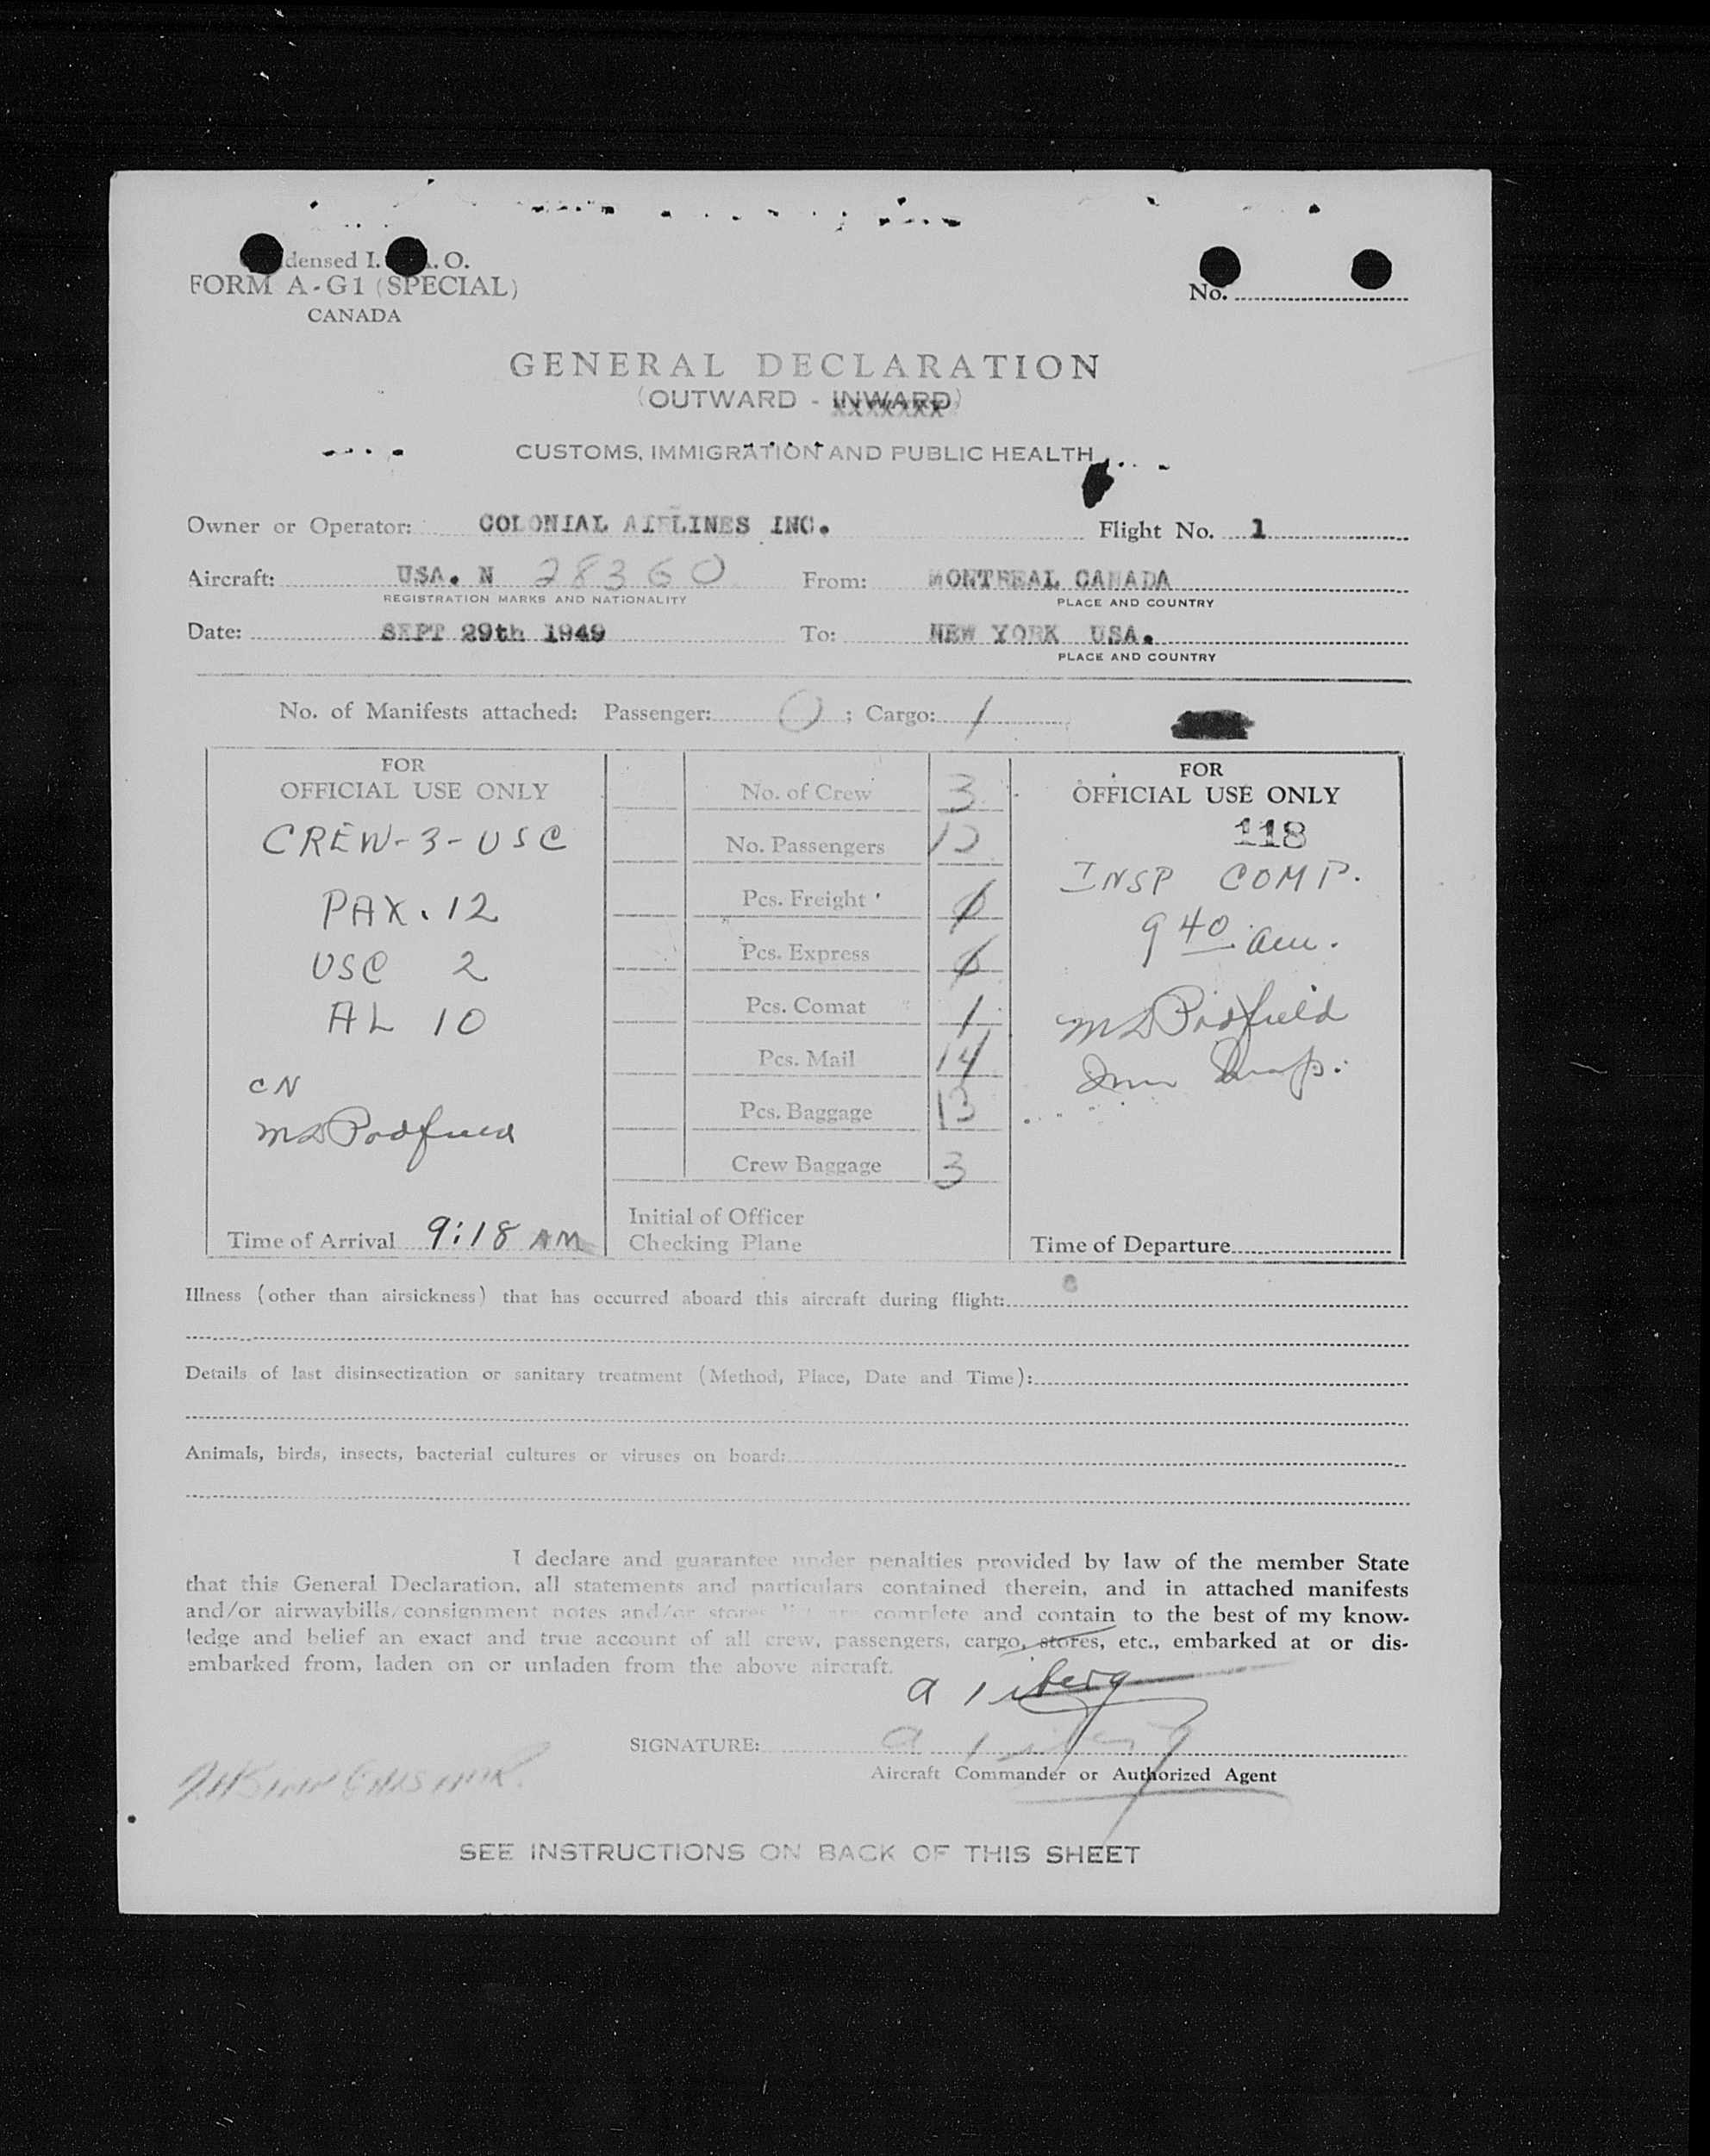 densed I. A. O.
FORM A-G1 (SPECIAL)
CANADA
No.
GENERAL DECLARATION
(OUTWARD - INWARD)
CUSTOMS, IMMIGRATION AND PUBLIC HEALTH
Owner or Operator: COLONIAL AIRLINES INC. Flight No. 1
Aircraft: USA. N 28360 From: MONTREAL CANADA
REGISTRATION MARKS AND NATIONALITY PLACE AND COUNTRY
Date: SEPT 29th 1949 To: NEW YORK USA.
PLACE AND COUNTRY
No. of Manifests attached: Passenger: 0 ; Cargo: 1
FOR
OFFICIAL USE ONLY
CREW-3-USC
PAX. 12
USC 2
AL 10
CN
MD Padfield
Time of Arrival 9:18 AM
No. of Crew 3
No. Passengers
Pcs. Freight 0
Pcs. Express 0
Pcs. Comat 1
Pcs. Mail 14
Pcs. Baggage 13
Crew Baggage 3
Initial of Officer
Checking Plane
FOR
OFFICIAL USE ONLY
118
INSP COMP.
9 40 am.
MD Padfield
Imm Insp.
Time of Departure
Illness (other than airsickness) that has occurred aboard this aircraft during flight:
Details of last disinsectization or sanitary treatment (Method, Place, Date and Time):
Animals, birds, insects, bacterial cultures or viruses on board:
I declare and guarantee under penalties provided by law of the member State
that this General Declaration, all statements and particulars contained therein, and in attached manifests
and/or airwaybills/consignment notes and/or stores list are complete and contain to the best of my know-
ledge and belief an exact and true account of all crew, passengers, cargo, stores, etc., embarked at or dis-
embarked from, laden on or unladen from the above aircraft.
SIGNATURE:
Aircraft Commander or Authorized Agent
SEE INSTRUCTIONS ON BACK OF THIS SHEET